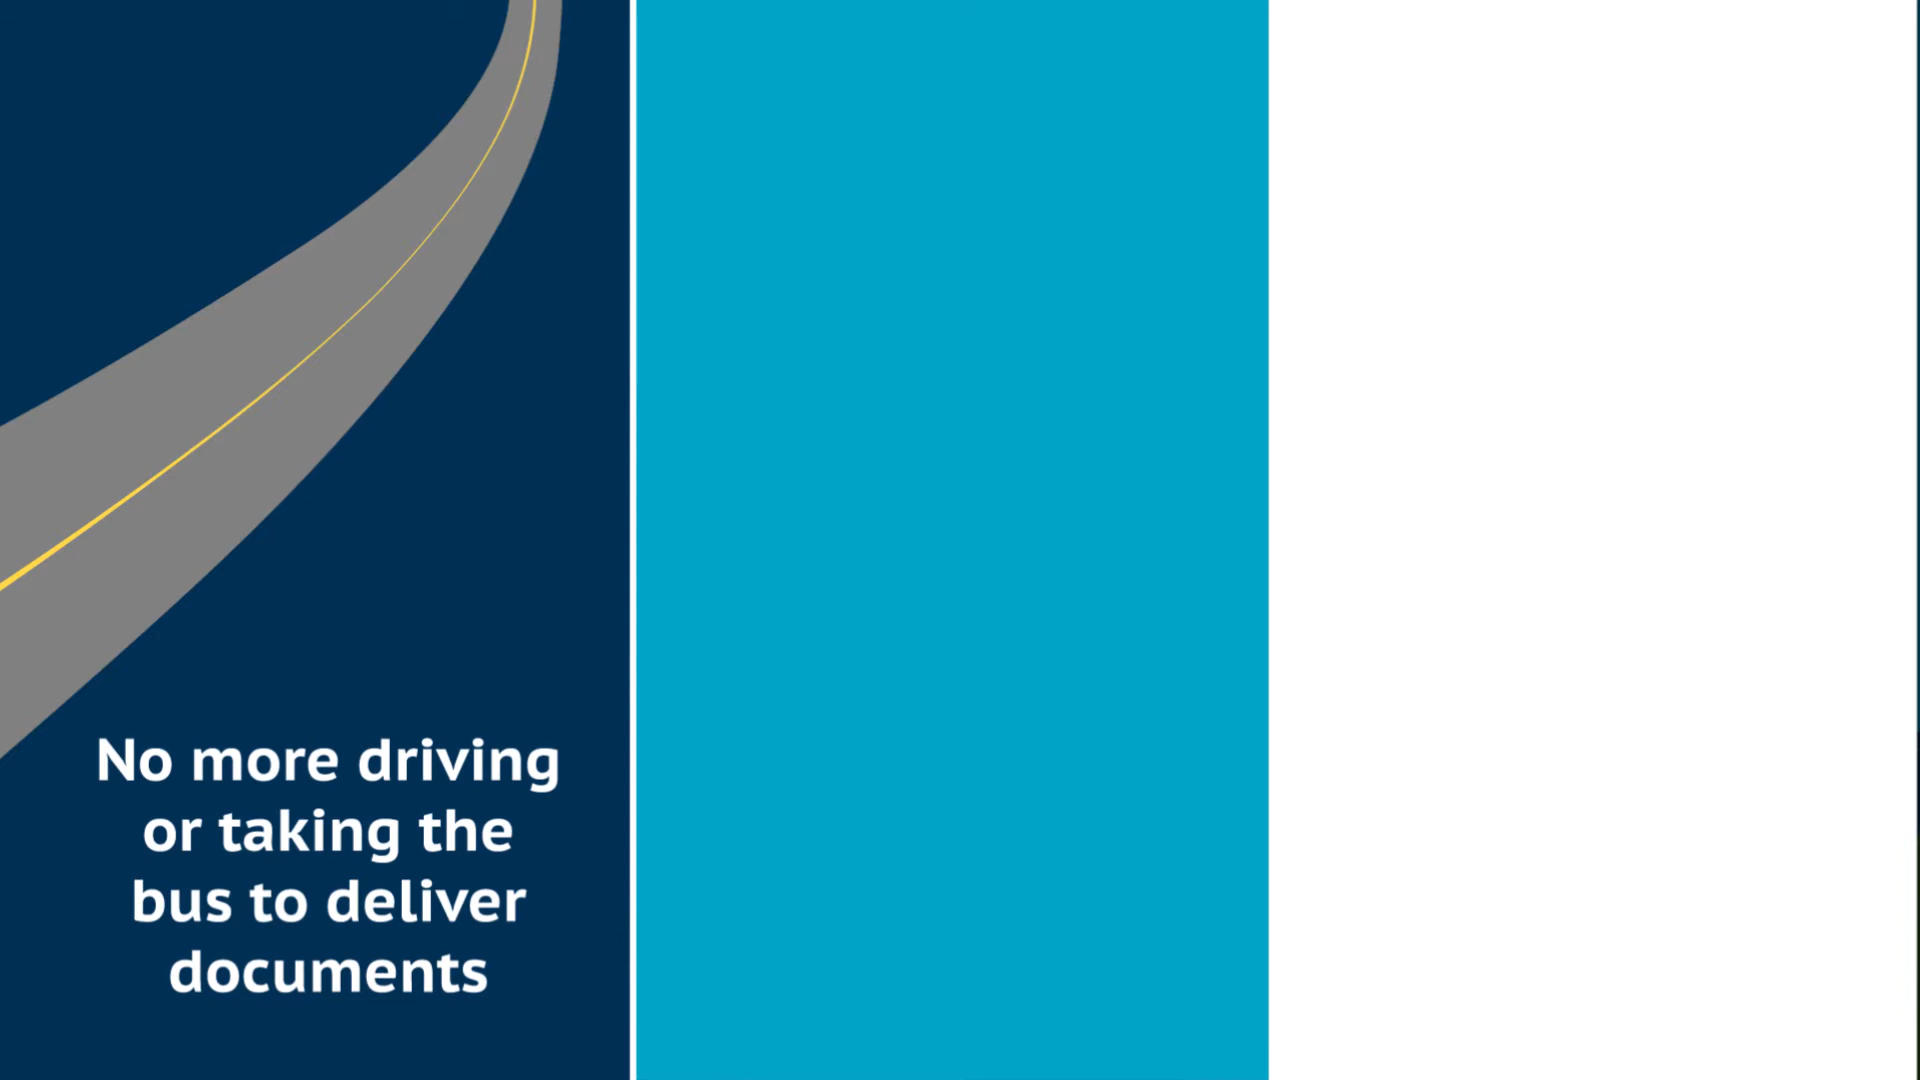 No more driving
or taking the
bus to deliver
documents